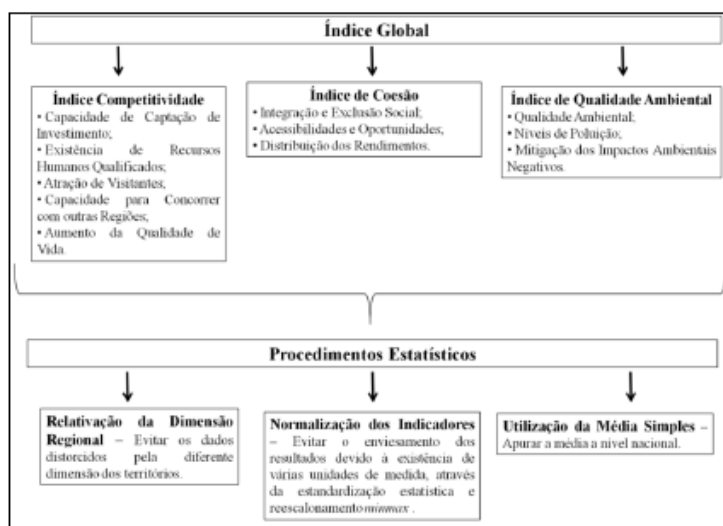 Índice Global
Índice Competitividade
• Capacidade de Captação de
Investimento;
• Existência de Recursos
Humanos Qualificados;
• Atração de Visitantes,
• Capacidade para Concorrer
com outras Regiões;
• Aumento da Qualidade de
Vida.
Índice de Coesão
• Integração e Exclusão Social;
• Acessibilidades e Oportunidades;
• Distribuição dos Rendimentos.
Índice de Qualidade Ambiental
• Qualidade Ambiental;
• Níveis de Poluição;
• Mitigação dos Impactos Ambientais
Negativos.
Procedimentos Estatísticos
Relativação da Dimensão
Regional – Evitar os dados
distorcidos pela diferente
dimensão dos territórios.
Normalização dos Indicadores
– Evitar o enviesamento dos
resultados devido à existência de
várias unidades de medida, através
da estandardização estatística e
reescalonamento minmax .
Utilização da Média Simples –
Apurar a média a nível nacional.